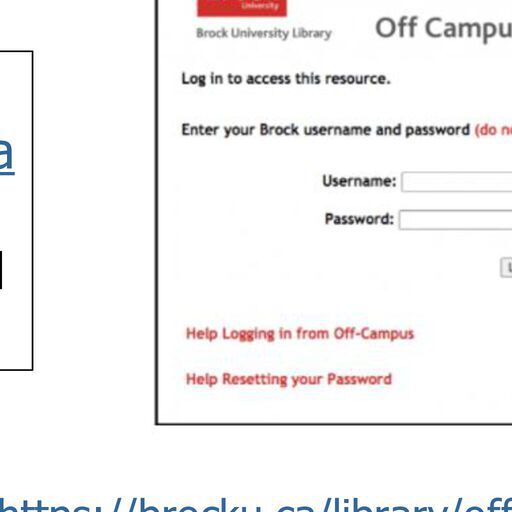 University
Brock University Library
Off Campu
Log in to access this resource.
Enter your Brock username and password (do no
Username:
Password:
Help Logging in from Off-Campus
Help Resetting your Password
a
https://brocku.ca/library/off